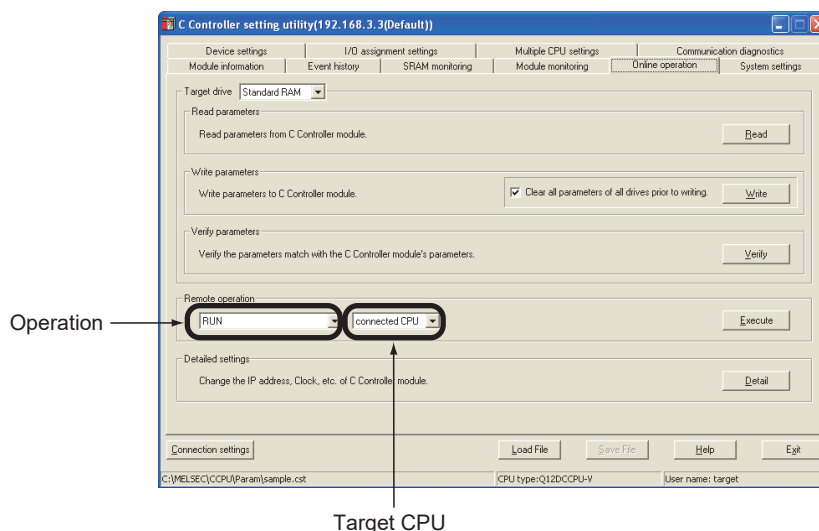 C Controller setting utility(192.168.3.3(Default))
Device settings I/O assignment settings Multiple CPU settings Communication diagnostics
Module information Event history SRAM monitoring Module monitoring Online operation System settings
Target drive Standard RAM
Read parameters
Read parameters from C Controller module. Read
Write parameters
Write parameters to C Controller module. Clear all parameters of all drives prior to writing. Write
Verify parameters
Verify the parameters match with the C Controller module's parameters. Verify
Remote operation
Operation RUN connected CPU Execute
Detailed settings
Change the IP address, Clock, etc. of C Controller module. Detail
Connection settings Load File Save File Help Exit
C:\MELSEC\CCPU\Param\sample.cst CPU type:Q12DCCPU-V User name: target
Target CPU